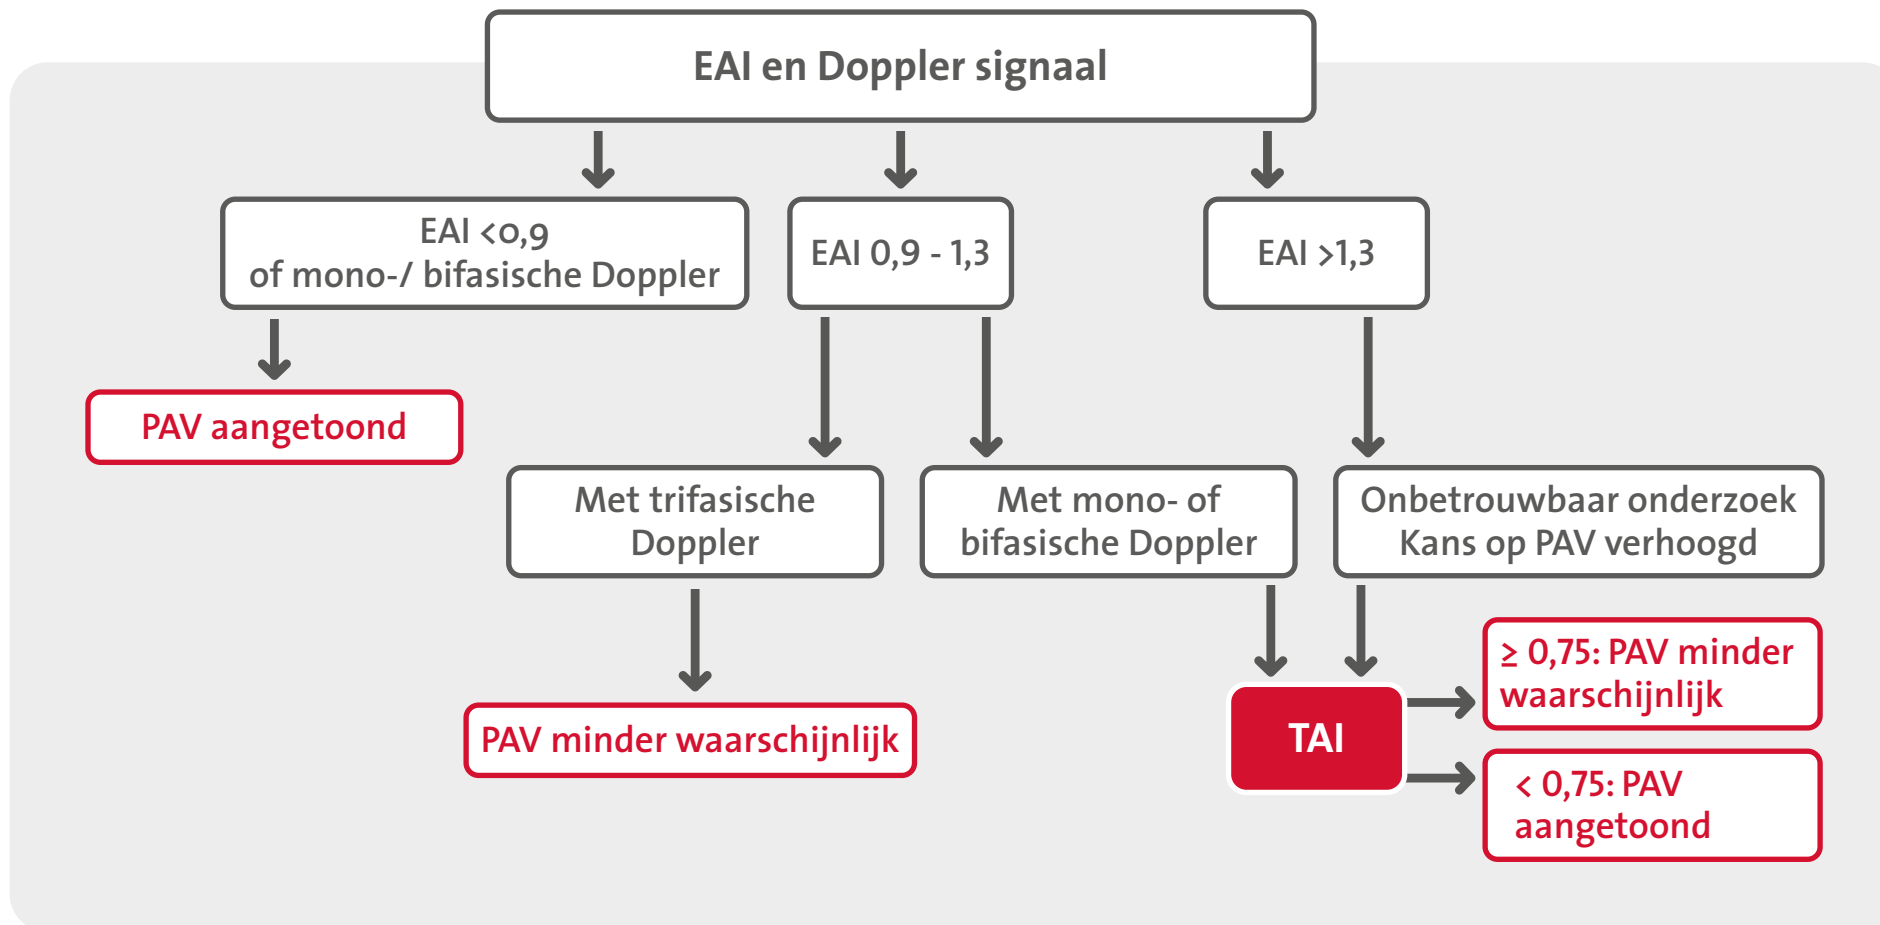 EAI en Doppler signaal
EAI <0,9
of mono-/ bifasische Doppler
EAI 0,9 - 1,3
EAI >1,3
PAV aangetoond
Met trifasische
Doppler
Met mono- of
bifasische Doppler
Onbetrouwbaar onderzoek
Kans op PAV verhoogd
PAV minder waarschijnlijk
TAI
≥ 0,75: PAV minder
waarschijnlijk
< 0,75: PAV
aangetoond